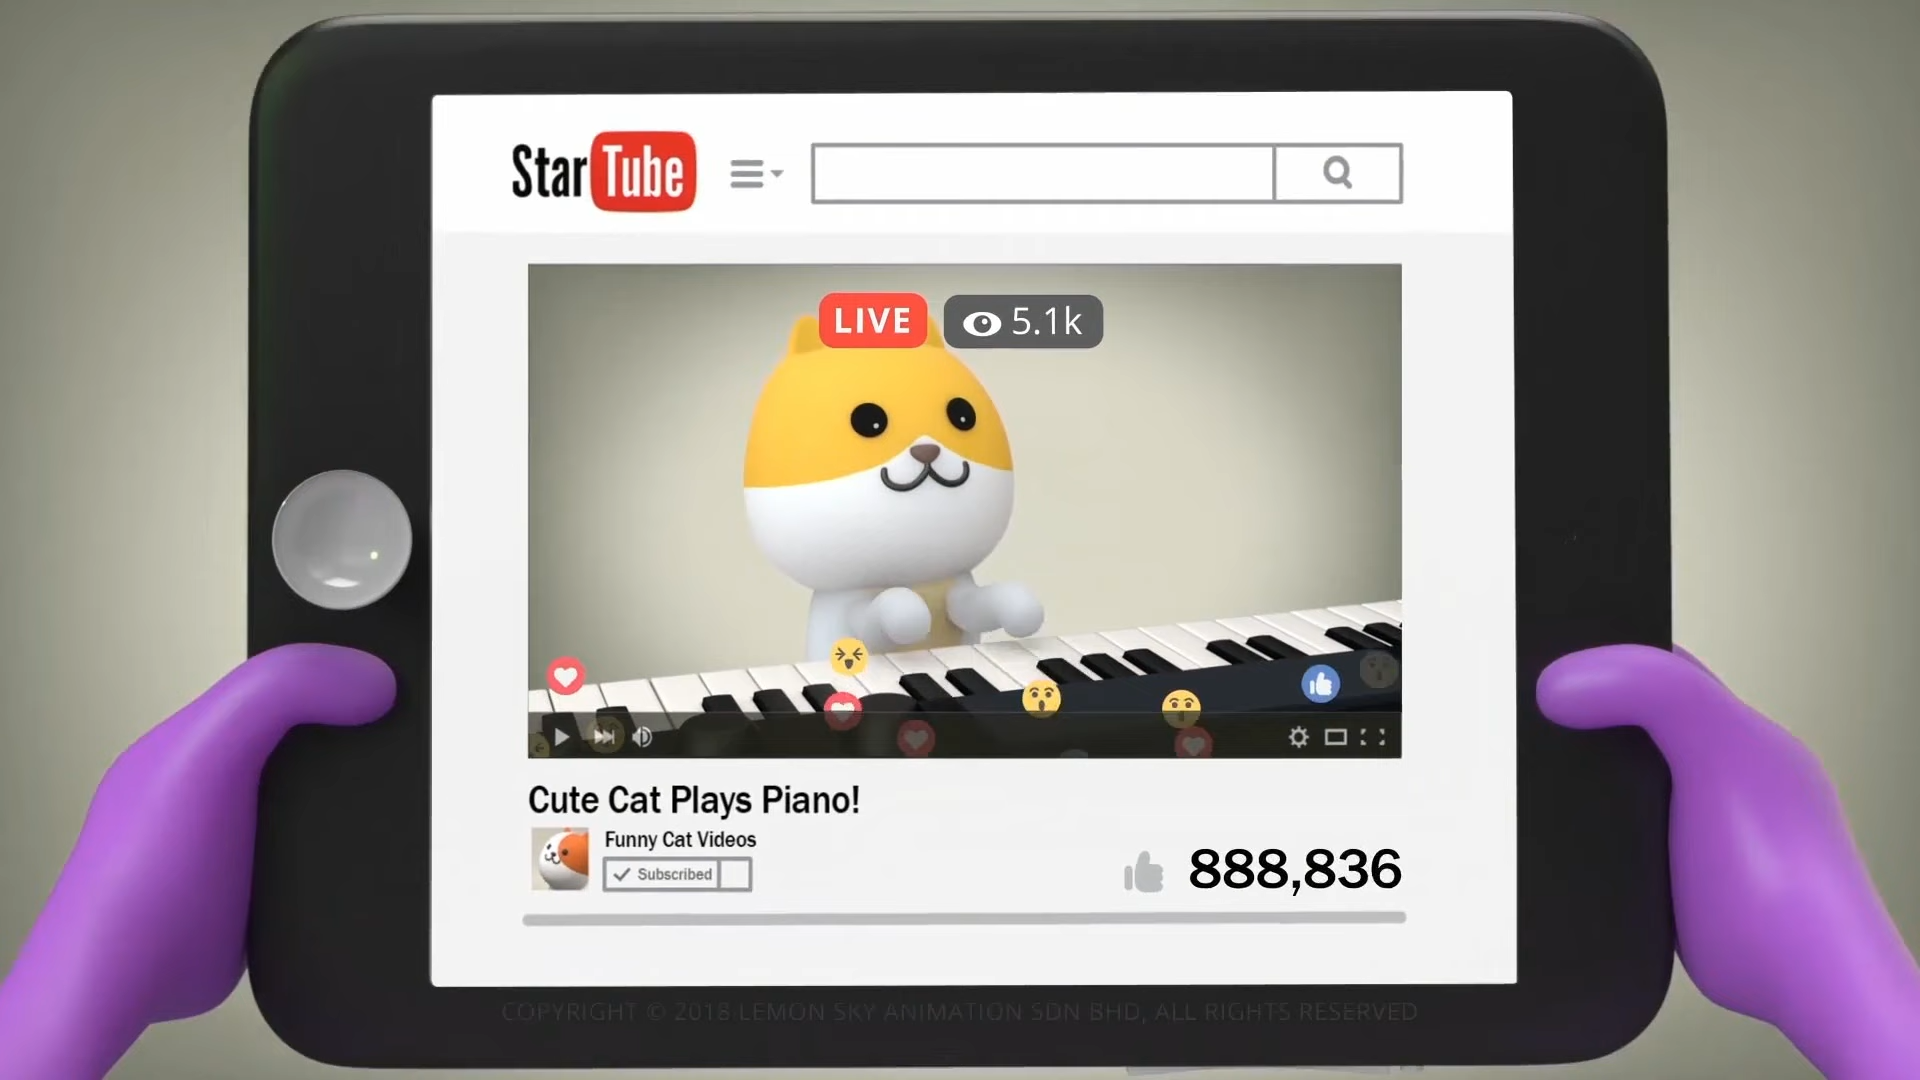 StarTube
LIVE 5.1k
Cute Cat Plays Piano!
Funny Cat Videos
Subscribed
888,836
COPYRIGHT © 2018 LEMON SKY ANIMATION SDN BHD, ALL RIGHTS RESERVED